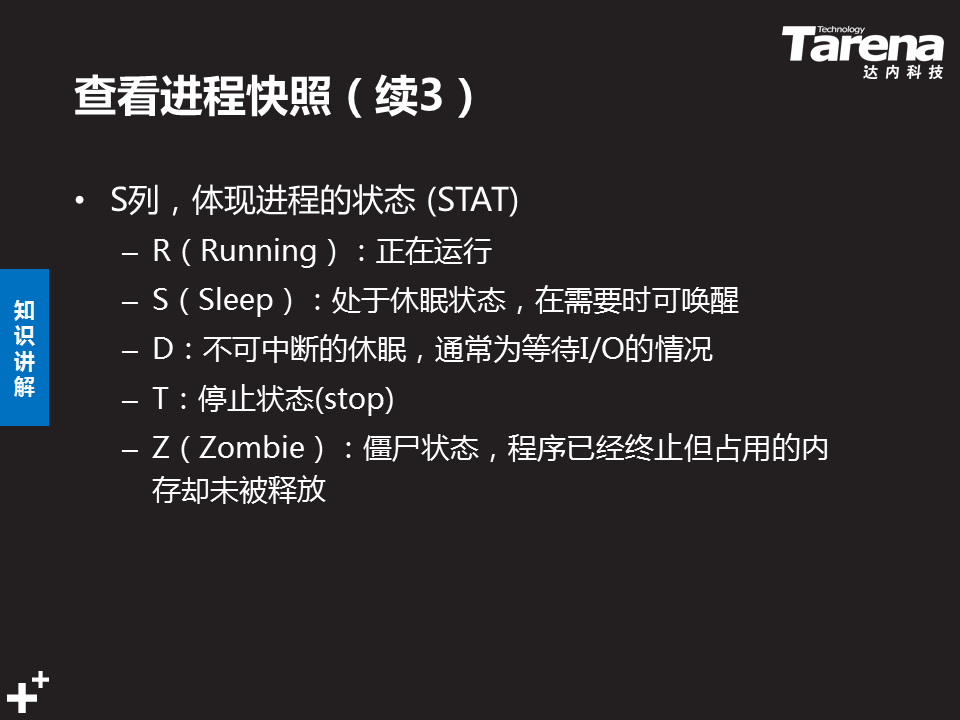 Technology
Tarena
达内科技
查看进程快照（续3）
• S列，体现进程的状态 (STAT)
– R（Running）：正在运行
– S（Sleep）：处于休眠状态，在需要时可唤醒
– D：不可中断的休眠，通常为等待I/O的情况
– T：停止状态(stop)
– Z（Zombie）：僵尸状态，程序已经终止但占用的内
存却未被释放
知
识
讲
解